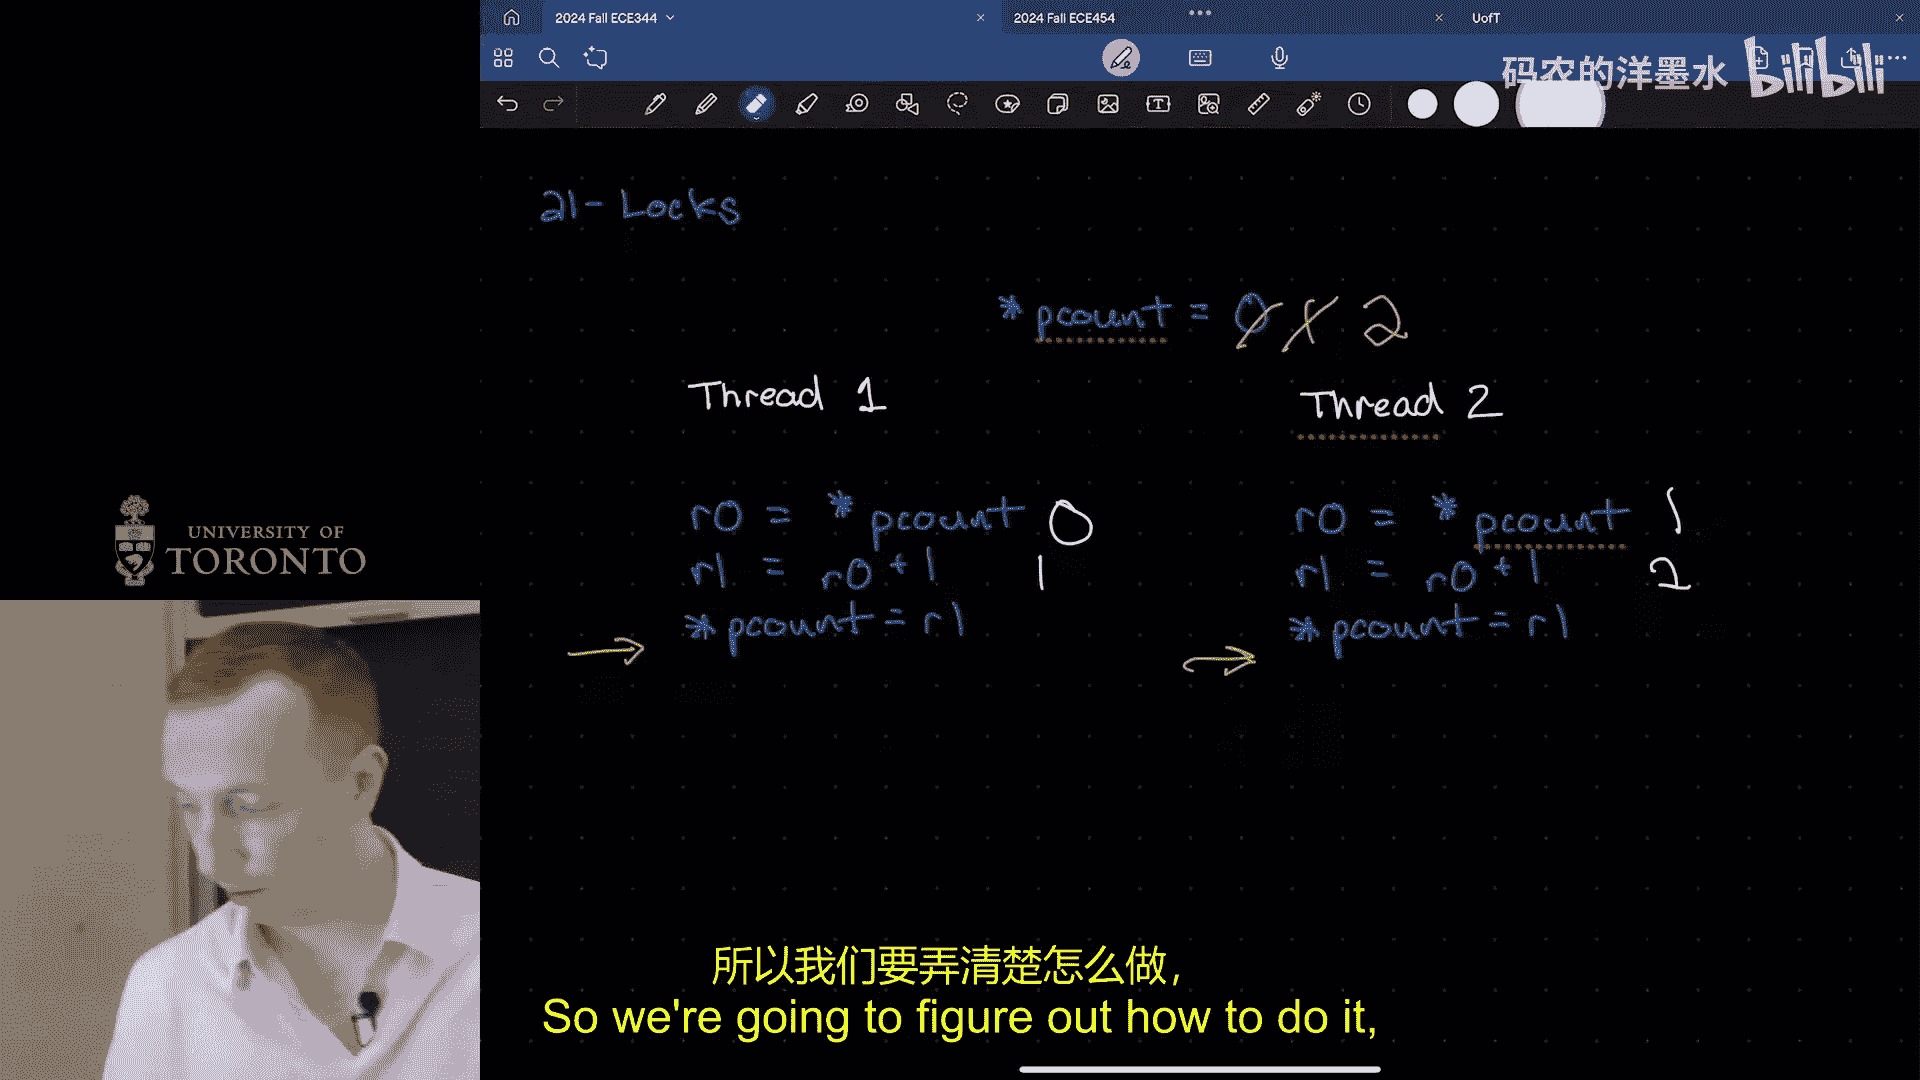 2024 Fall ECE344
2024 Fall ECE454
UofT
码农的洋墨水 bilibili
21- Locks
*pcount = 0 1 2
Thread 1
Thread 2
r0 = *pcount 0
r1 = r0 + 1 1
*pcount = r1
r0 = *pcount 1
r1 = r0 + 1 2
*pcount = r1
UNIVERSITY OF
TORONTO
所以我们要弄清楚怎么做，
So we're going to figure out how to do it,